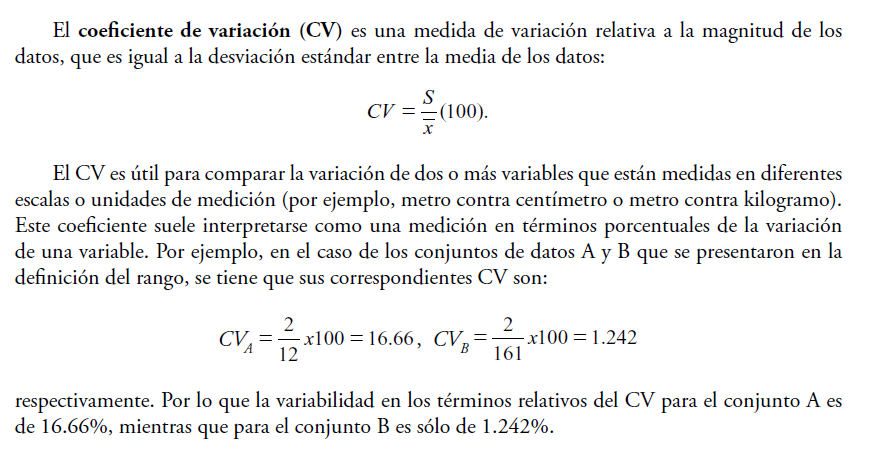 El coeficiente de variación (CV) es una medida de variación relativa a la magnitud de los
datos, que es igual a la desviación estándar entre la media de los datos:
CV = S/x̄ (100).
El CV es útil para comparar la variación de dos o más variables que están medidas en diferentes
escalas o unidades de medición (por ejemplo, metro contra centímetro o metro contra kilogramo).
Este coeficiente suele interpretarse como una medición en términos porcentuales de la variación
de una variable. Por ejemplo, en el caso de los conjuntos de datos A y B que se presentaron en la
definición del rango, se tiene que sus correspondientes CV son:
CV_A = 2/12 x100 = 16.66, CV_B = 2/161 x100 = 1.242
respectivamente. Por lo que la variabilidad en los términos relativos del CV para el conjunto A es
de 16.66%, mientras que para el conjunto B es sólo de 1.242%.